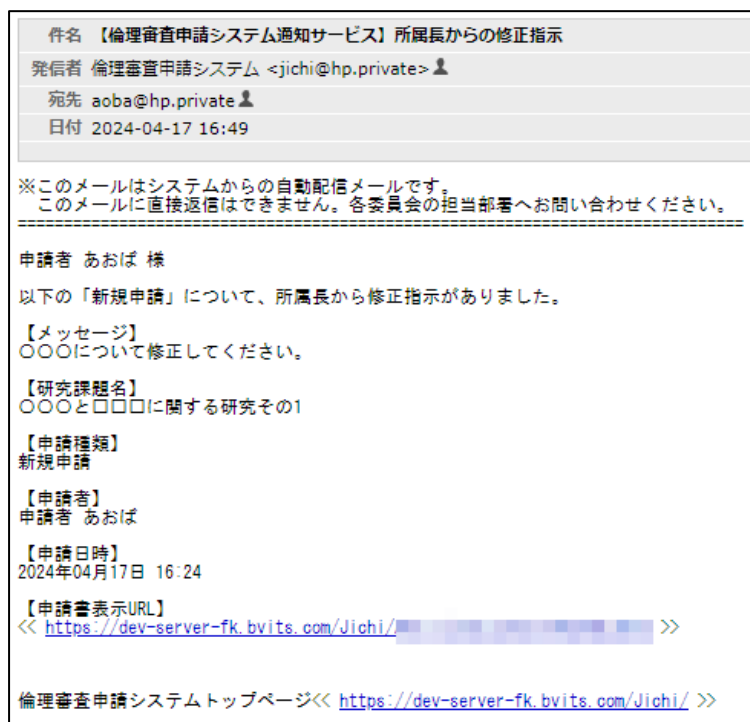 件名 【倫理審査申請システム通知サービス】所属長からの修正指示
発信者 倫理審査申請システム <jichi@hp.private>
宛先 aoba@hp.private
日付 2024-04-17 16:49
※このメールはシステムからの自動配信メールです。
このメールに直接返信はできません。各委員会の担当部署へお問い合わせください。
================================================================================
申請者 あおば 様
以下の「新規申請」について、所属長から修正指示がありました。
【メッセージ】
〇〇〇について修正してください。
【研究課題名】
〇〇〇と□□□に関する研究その1
【申請種類】
新規申請
【申請者】
申請者 あおば
【申請日時】
2024年04月17日 16:24
【申請書表示URL】
<< https://dev-server-fk.bvits.com/Jichi/ >>
倫理審査申請システムトップページ<< https://dev-server-fk.bvits.com/Jichi/ >>